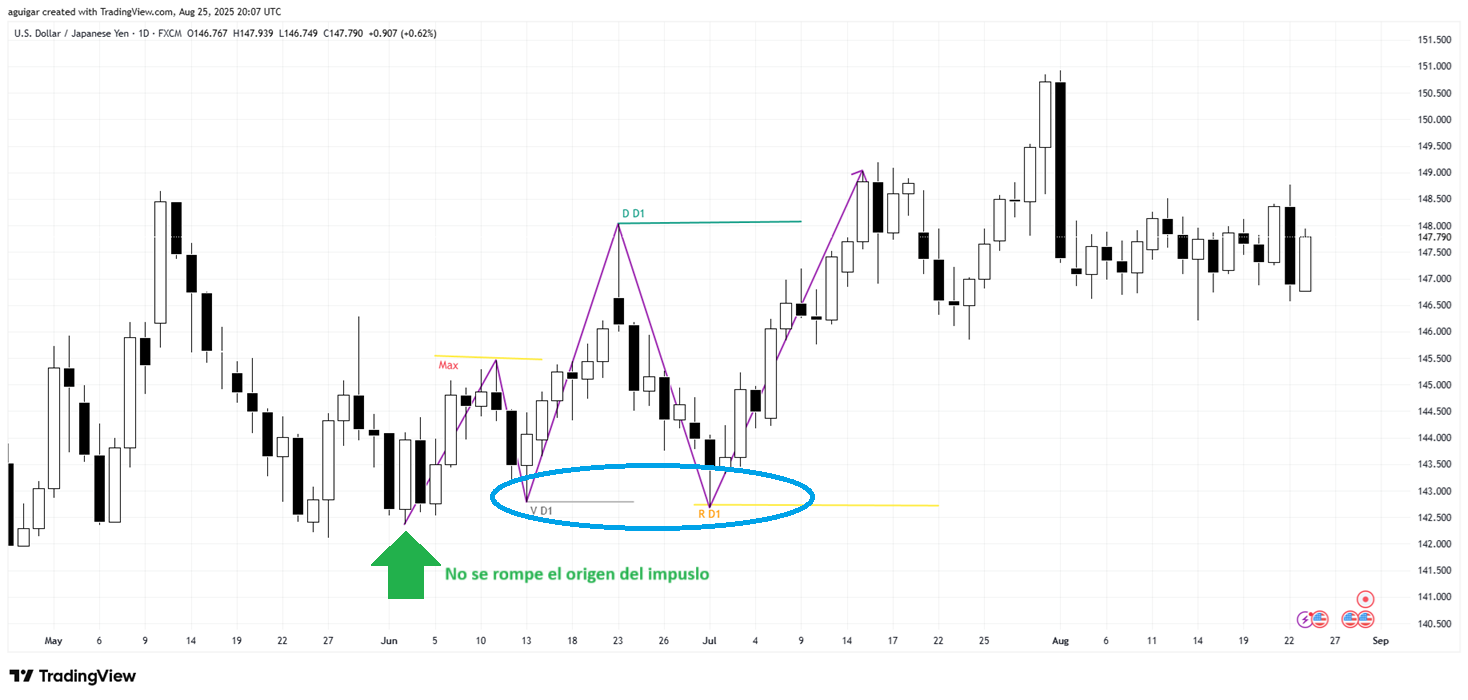 aguigar created with TradingView.com, Aug 25, 2025 20:07 UTC
U.S. Dollar / Japanese Yen · 1D · FXCM O146.767 H147.939 L146.749 C147.790 +0.907 (+0.62%)
151.500
151.000
150.500
150.000
149.500
149.000
148.500
148.000
147.790
147.500
147.000
146.500
146.000
145.500
145.000
144.500
144.000
143.500
143.000
142.500
142.000
141.500
141.000
140.500
D D1
Max
V D1
R D1
No se rompe el origen del impuslo
May 6 9 14 19 22 27 Jun 5 10 13 18 23 26 Jul 4 9 14 17 22 25 Aug 6 11 14 19 22 27 Sep
TradingView